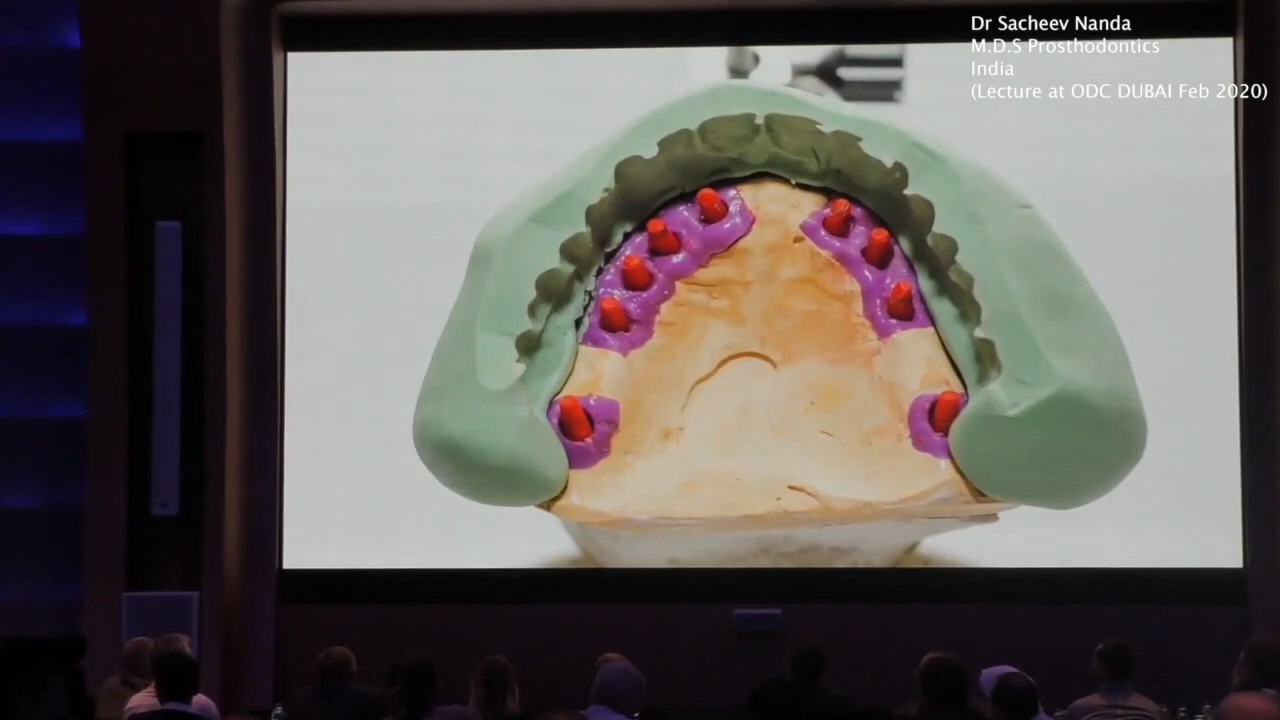 Dr Sacheev Nanda
M.D.S Prosthodontics
India
(Lecture at ODC DUBAI Feb 2020)